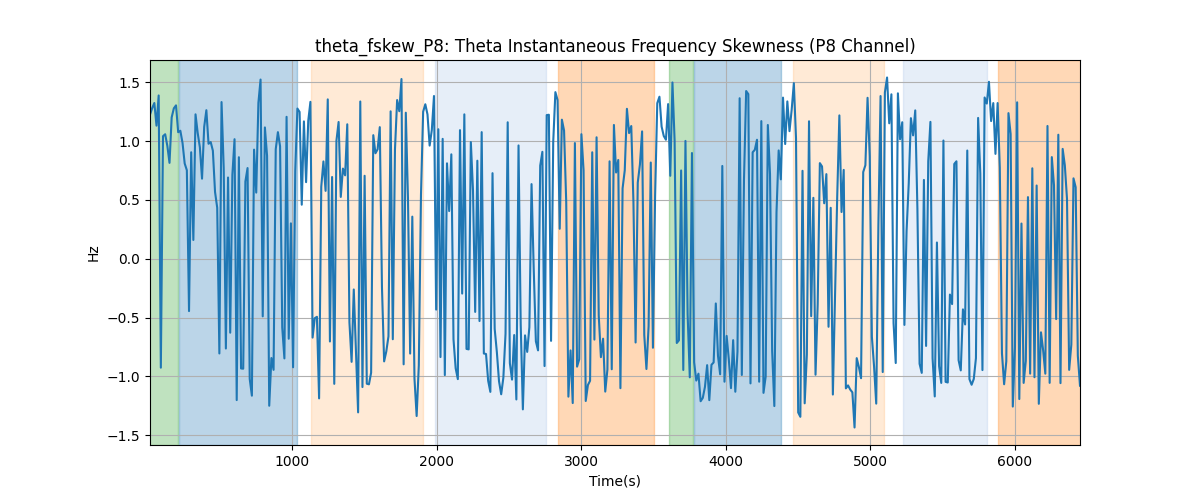 theta_fskew_P8: Theta Instantaneous Frequency Skewness (P8 Channel)
1.5
1.0
0.5
0.0
−0.5
−1.0
−1.5
Hz
1000 2000 3000 4000 5000 6000
Time(s)